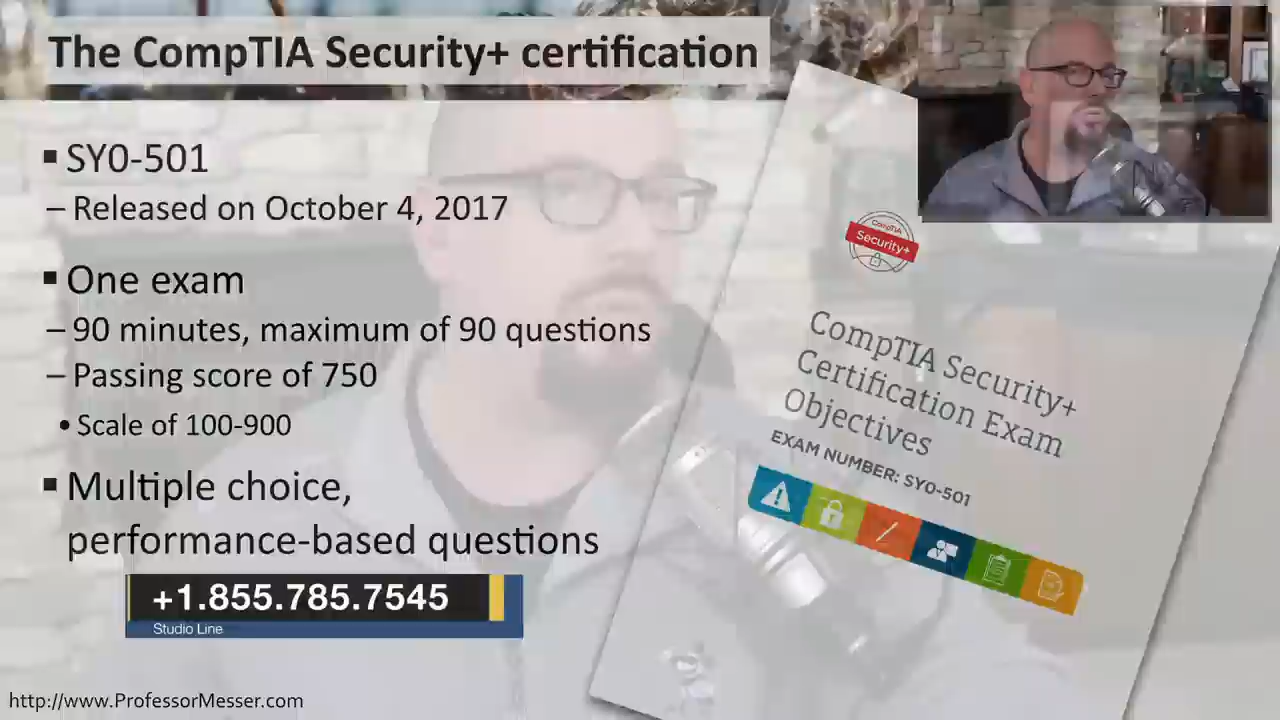 The CompTIA Security+ certification
▪ SY0-501
– Released on October 4, 2017
▪ One exam
– 90 minutes, maximum of 90 questions
– Passing score of 750
• Scale of 100-900
▪ Multiple choice,
performance-based questions
+1.855.785.7545
Studio Line
http://www.ProfessorMesser.com
CompTIA
Security+
CompTIA Security+
Certification Exam
Objectives
EXAM NUMBER: SY0-501